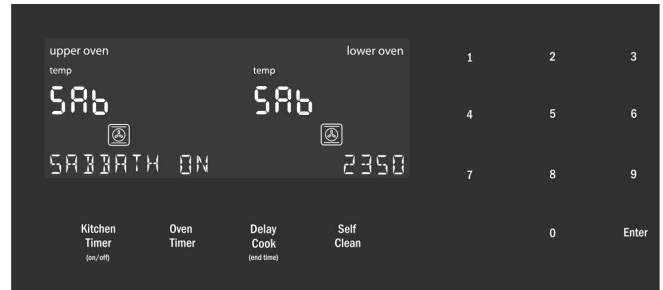 upper oven lower oven
temp temp
SAb SAb
SABBATH ON 2350
Kitchen Timer (on/off)
Oven Timer
Delay Cook (end time)
Self Clean
1 2 3
4 5 6
7 8 9
0 Enter